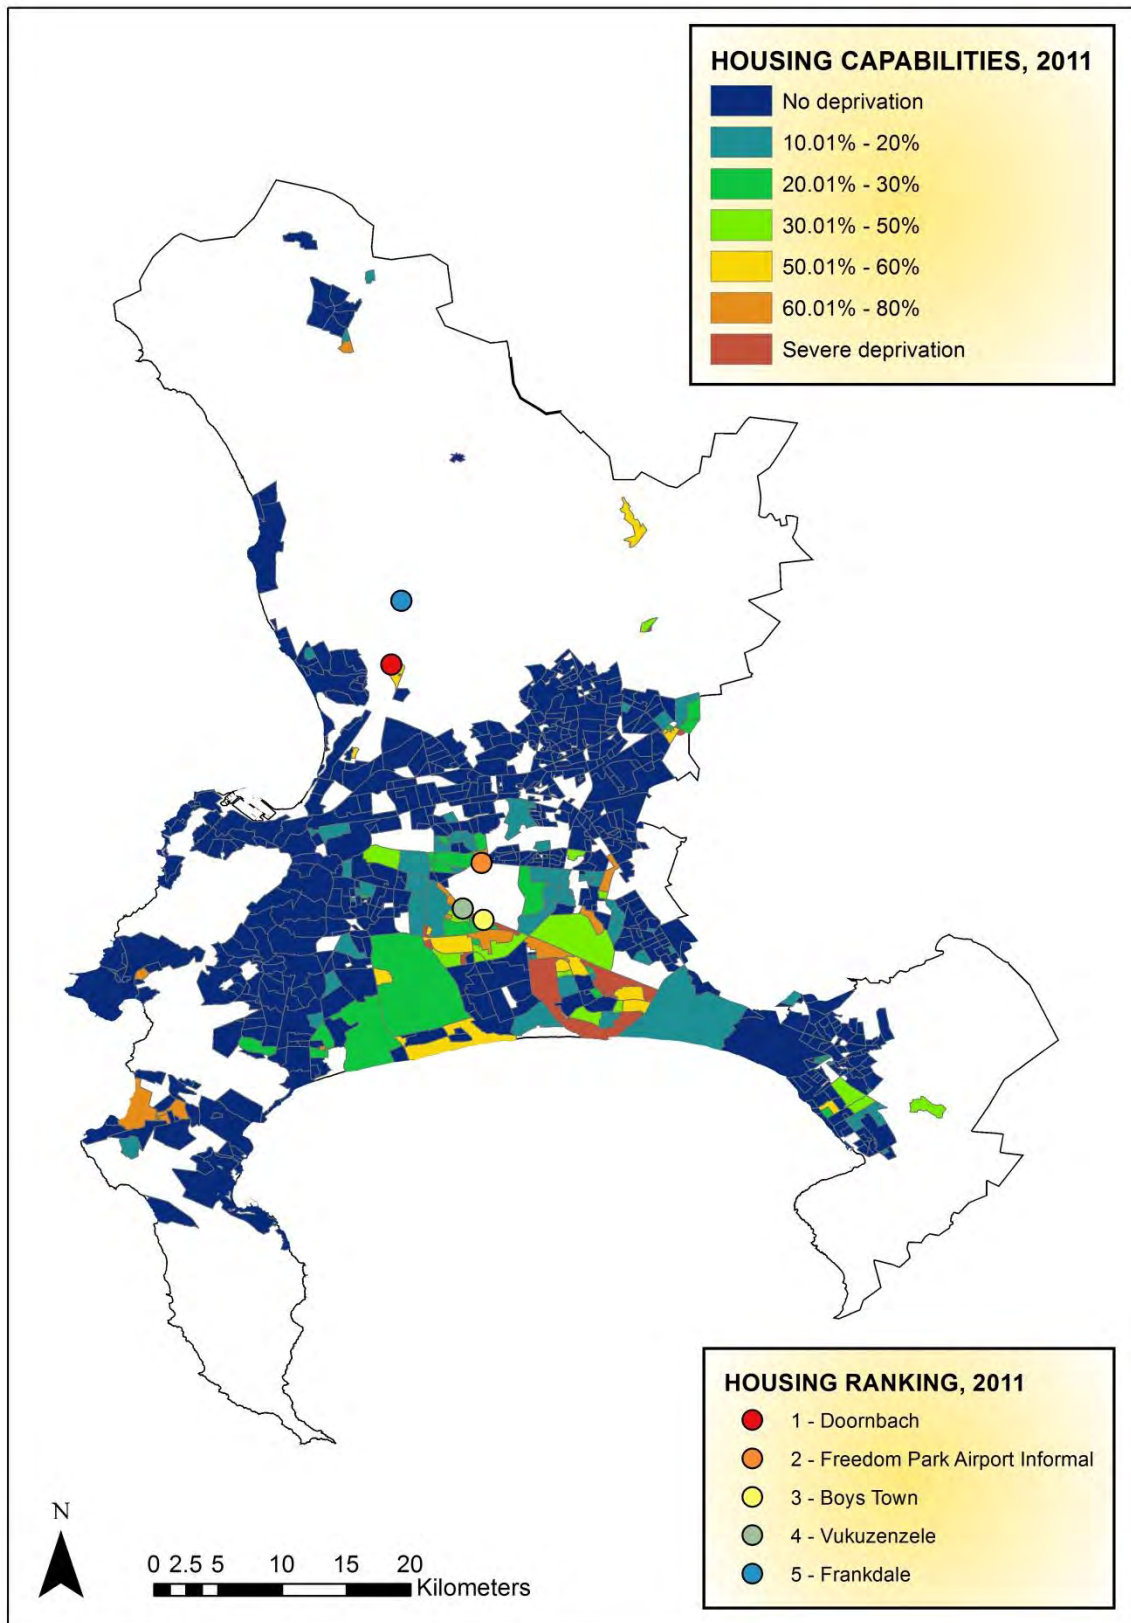 HOUSING CAPABILITIES, 2011
No deprivation
10.01% - 20%
20.01% - 30%
30.01% - 50%
50.01% - 60%
60.01% - 80%
Severe deprivation
HOUSING RANKING, 2011
1 - Doornbach
2 - Freedom Park Airport Informal
3 - Boys Town
4 - Vukuzenzele
5 - Frankdale
N
0 2.5 5 10 15 20
Kilometers